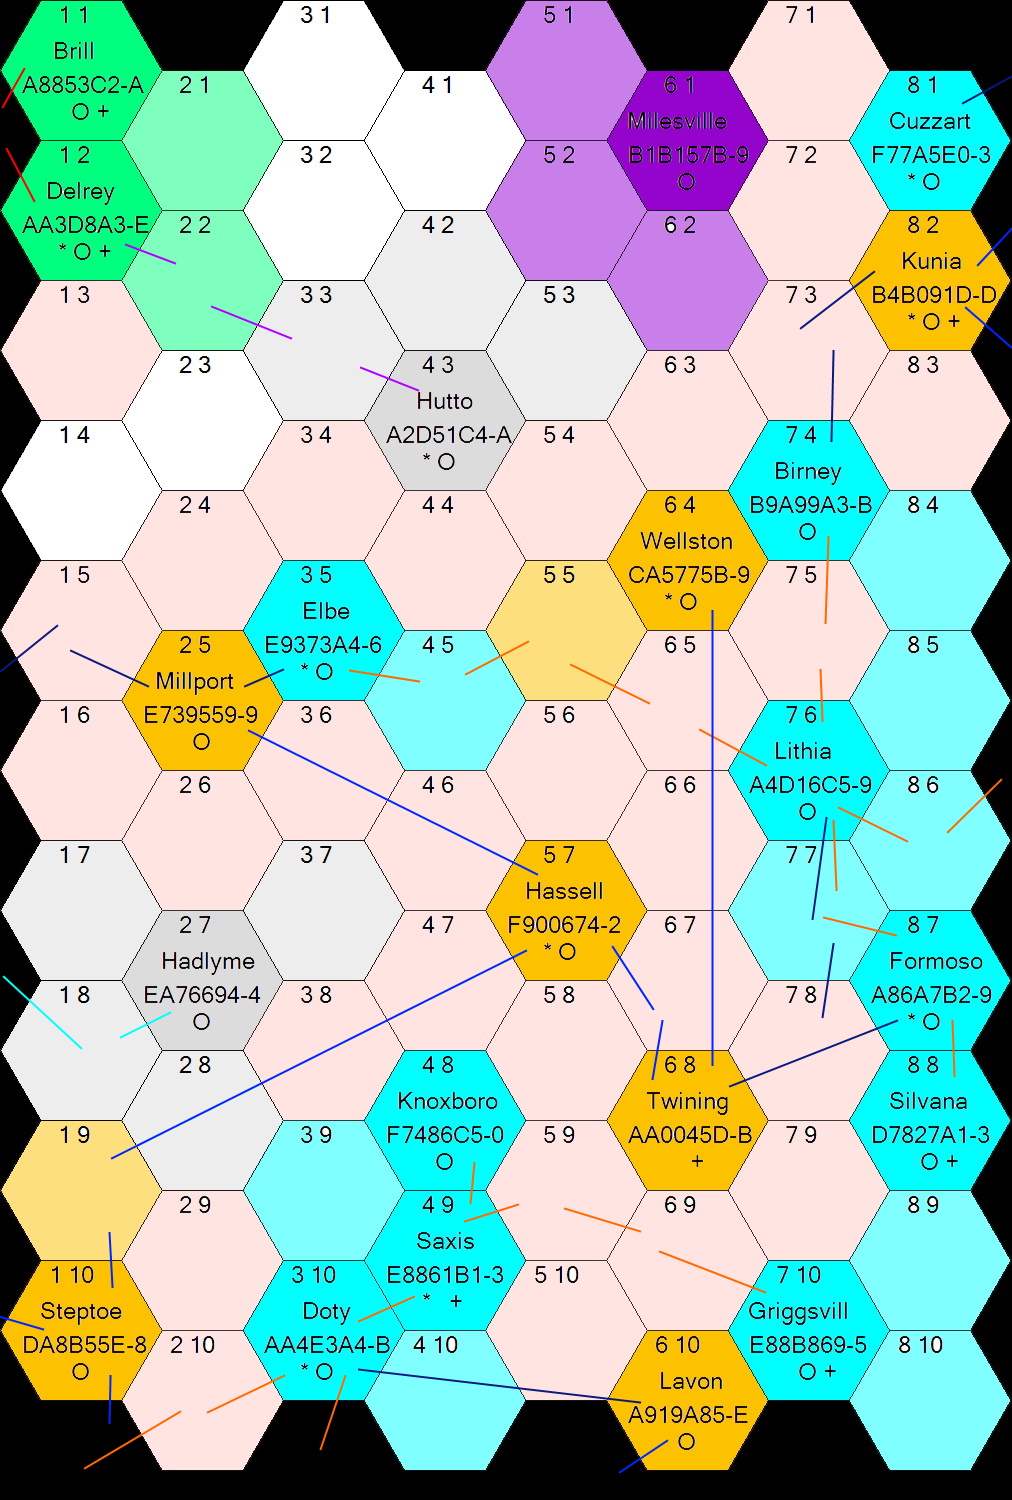 1 1
Brill
A8853C2-A
O +
1 2
Delrey
AA3D8A3-E
* O +
1 3
1 4
1 5
1 6
1 7
1 8
1 9
1 10
Steptoe
DA8B55E-8
O
2 1
2 2
2 3
2 4
2 5
Millport
E739559-9
O
2 6
2 7
Hadlyme
EA76694-4
O
2 8
2 9
2 10
3 1
3 2
3 3
3 4
3 5
Elbe
E9373A4-6
* O
3 6
3 7
3 8
3 9
3 10
Doty
AA4E3A4-B
* O
4 1
4 2
4 3
Hutto
A2D51C4-A
* O
4 4
4 5
4 6
4 7
4 8
Knoxboro
F7486C5-0
O
4 9
Saxis
E8861B1-3
* +
4 10
5 1
5 2
5 3
5 4
5 5
5 6
5 7
Hassell
F900674-2
* O
5 8
5 9
5 10
6 1
Milesville
B1B157B-9
O
6 2
6 3
6 4
Wellston
CA5775B-9
* O
6 5
6 6
6 7
6 8
Twining
AA0045D-B
+
6 9
6 10
Lavon
A919A85-E
O
7 1
7 2
7 3
7 4
Birney
B9A99A3-B
O
7 5
7 6
Lithia
A4D16C5-9
O
7 7
7 8
7 9
7 10
Griggsvill
E88B869-5
O +
8 1
Cuzzart
F77A5E0-3
* O
8 2
Kunia
B4B091D-D
* O +
8 3
8 4
8 5
8 6
8 7
Formoso
A86A7B2-9
* O
8 8
Silvana
D7827A1-3
O +
8 9
8 10